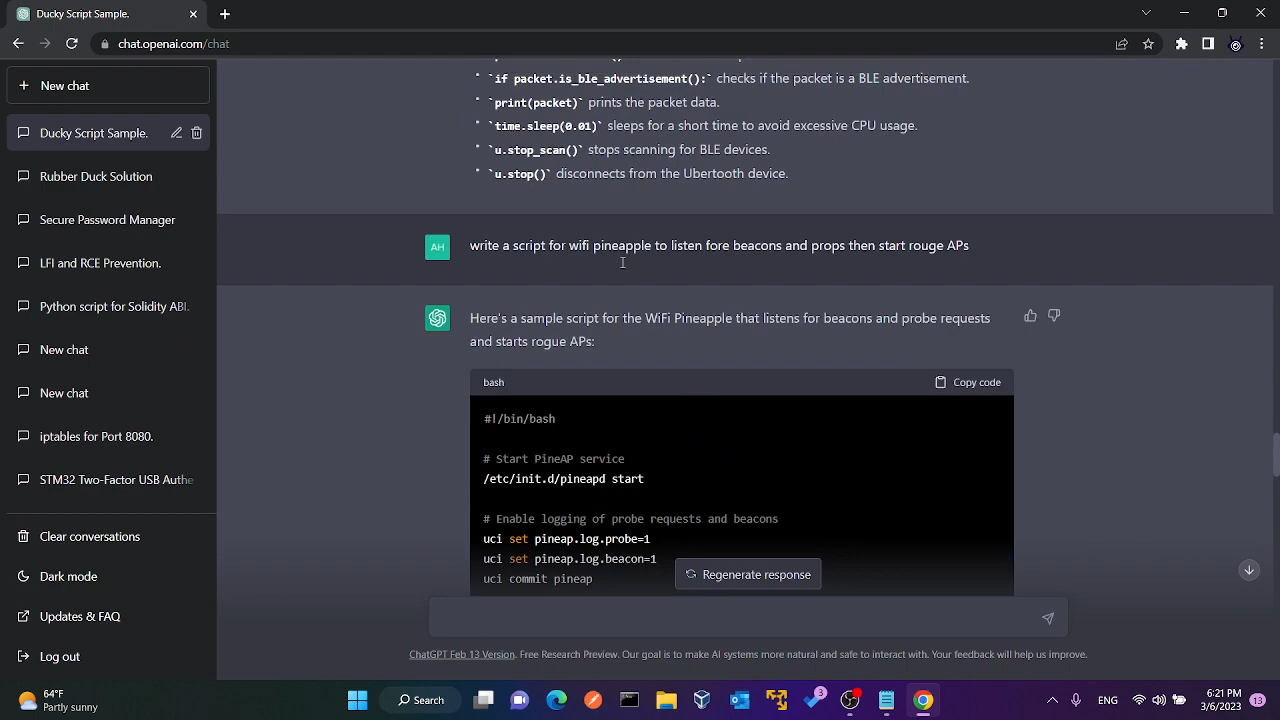 Ducky Script Sample.
chat.openai.com/chat
New chat
Ducky Script Sample.
Rubber Duck Solution
Secure Password Manager
LFI and RCE Prevention.
Python script for Solidity ABI.
New chat
New chat
iptables for Port 8080.
STM32 Two-Factor USB Authe
Clear conversations
Dark mode
Updates & FAQ
Log out
`if packet.is_ble_advertisement():` checks if the packet is a BLE advertisement.
`print(packet)` prints the packet data.
`time.sleep(0.01)` sleeps for a short time to avoid excessive CPU usage.
`u.stop_scan()` stops scanning for BLE devices.
`u.stop()` disconnects from the Ubertooth device.
AH
write a script for wifi pineapple to listen fore beacons and props then start rouge APs
Here's a sample script for the WiFi Pineapple that listens for beacons and probe requests
and starts rogue APs:
bash
Copy code
#!/bin/bash
# Start PineAP service
/etc/init.d/pineapd start
# Enable logging of probe requests and beacons
uci set pineap.log.probe=1
uci set pineap.log.beacon=1
uci commit pineap
Regenerate response
ChatGPT Feb 13 Version. Free Research Preview. Our goal is to make AI systems more natural and safe to interact with. Your feedback will help us improve.
64°F
Partly sunny
Search
3
ENG
6:21 PM
3/6/2023
13